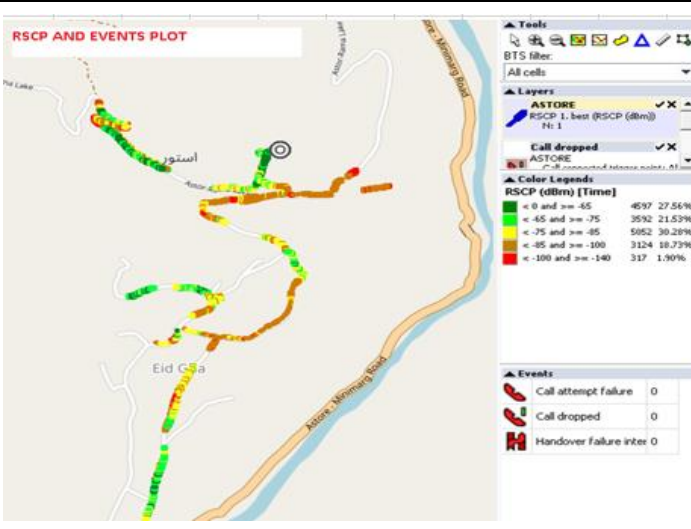 RSCP AND EVENTS PLOT
Astor-Rama Lake
استور
Eid Gha
Astore - Minimarg Road
Astore - Minimarg Road
Tools
BTS filter:
All cells
Layers
ASTORE
RSCP 1. best (RSCP (dBm))
N: 1
Call dropped
ASTORE
Color Legends
RSCP (dBm) [Time]
< 0 and >= -65 4597 27.56%
< -65 and >= -75 3592 21.53%
< -75 and >= -85 5052 30.28%
< -85 and >= -100 3124 18.73%
< -100 and >= -140 317 1.90%
Events
Call attempt failure 0
Call dropped 0
Handover failure inter 0